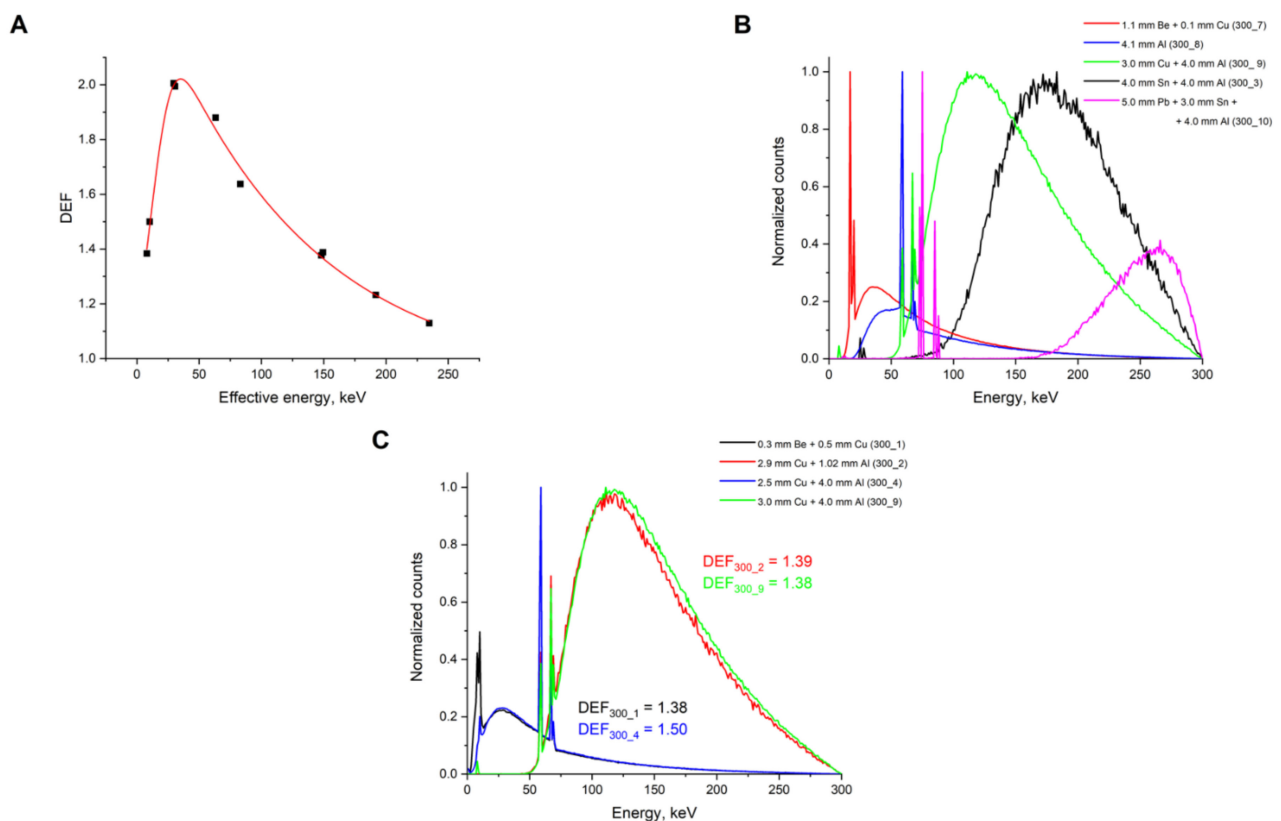 A
DEF
2.0
1.8
1.6
1.4
1.2
1.0
0 50 100 150 200 250
Effective energy, keV
B
1.1 mm Be + 0.1 mm Cu (300_7)
4.1 mm Al (300_8)
3.0 mm Cu + 4.0 mm Al (300_ 9)
4.0 mm Sn + 4.0 mm Al (300_3)
5.0 mm Pb + 3.0 mm Sn +
+ 4.0 mm Al (300_10)
Normalized counts
1.0
0.8
0.6
0.4
0.2
0.0
0 50 100 150 200 250 300
Energy, keV
C
0.3 mm Be + 0.5 mm Cu (300_1)
2.9 mm Cu + 1.02 mm Al (300_2)
2.5 mm Cu + 4.0 mm Al (300_4)
3.0 mm Cu + 4.0 mm Al (300_9)
Normalized counts
1.0
0.8
0.6
0.4
0.2
0.0
DEF300_2 = 1.39
DEF300_9 = 1.38
DEF300_1 = 1.38
DEF300_4 = 1.50
0 50 100 150 200 250 300
Energy, keV